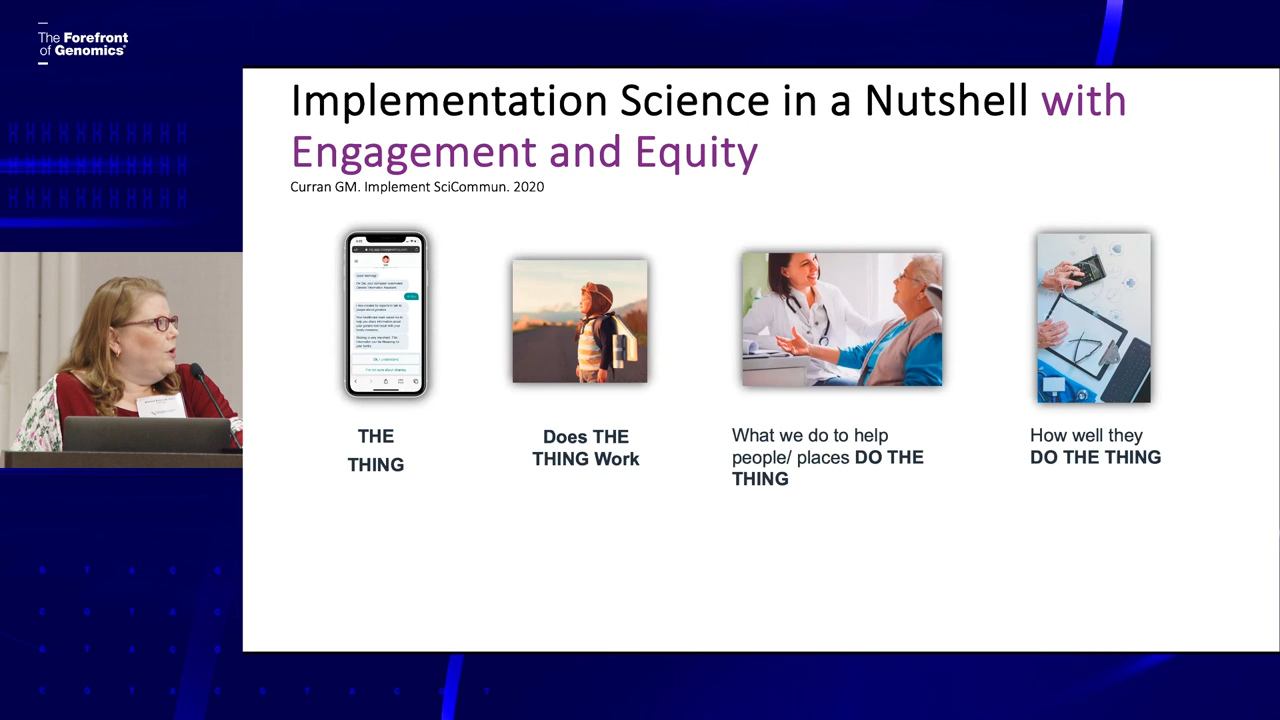 The Forefront
of Genomics
Implementation Science in a Nutshell with
Engagement and Equity
Curran GM. Implement SciCommun. 2020
THE
THING
Does THE
THING Work
What we do to help
people/ places DO THE
THING
How well they
DO THE THING